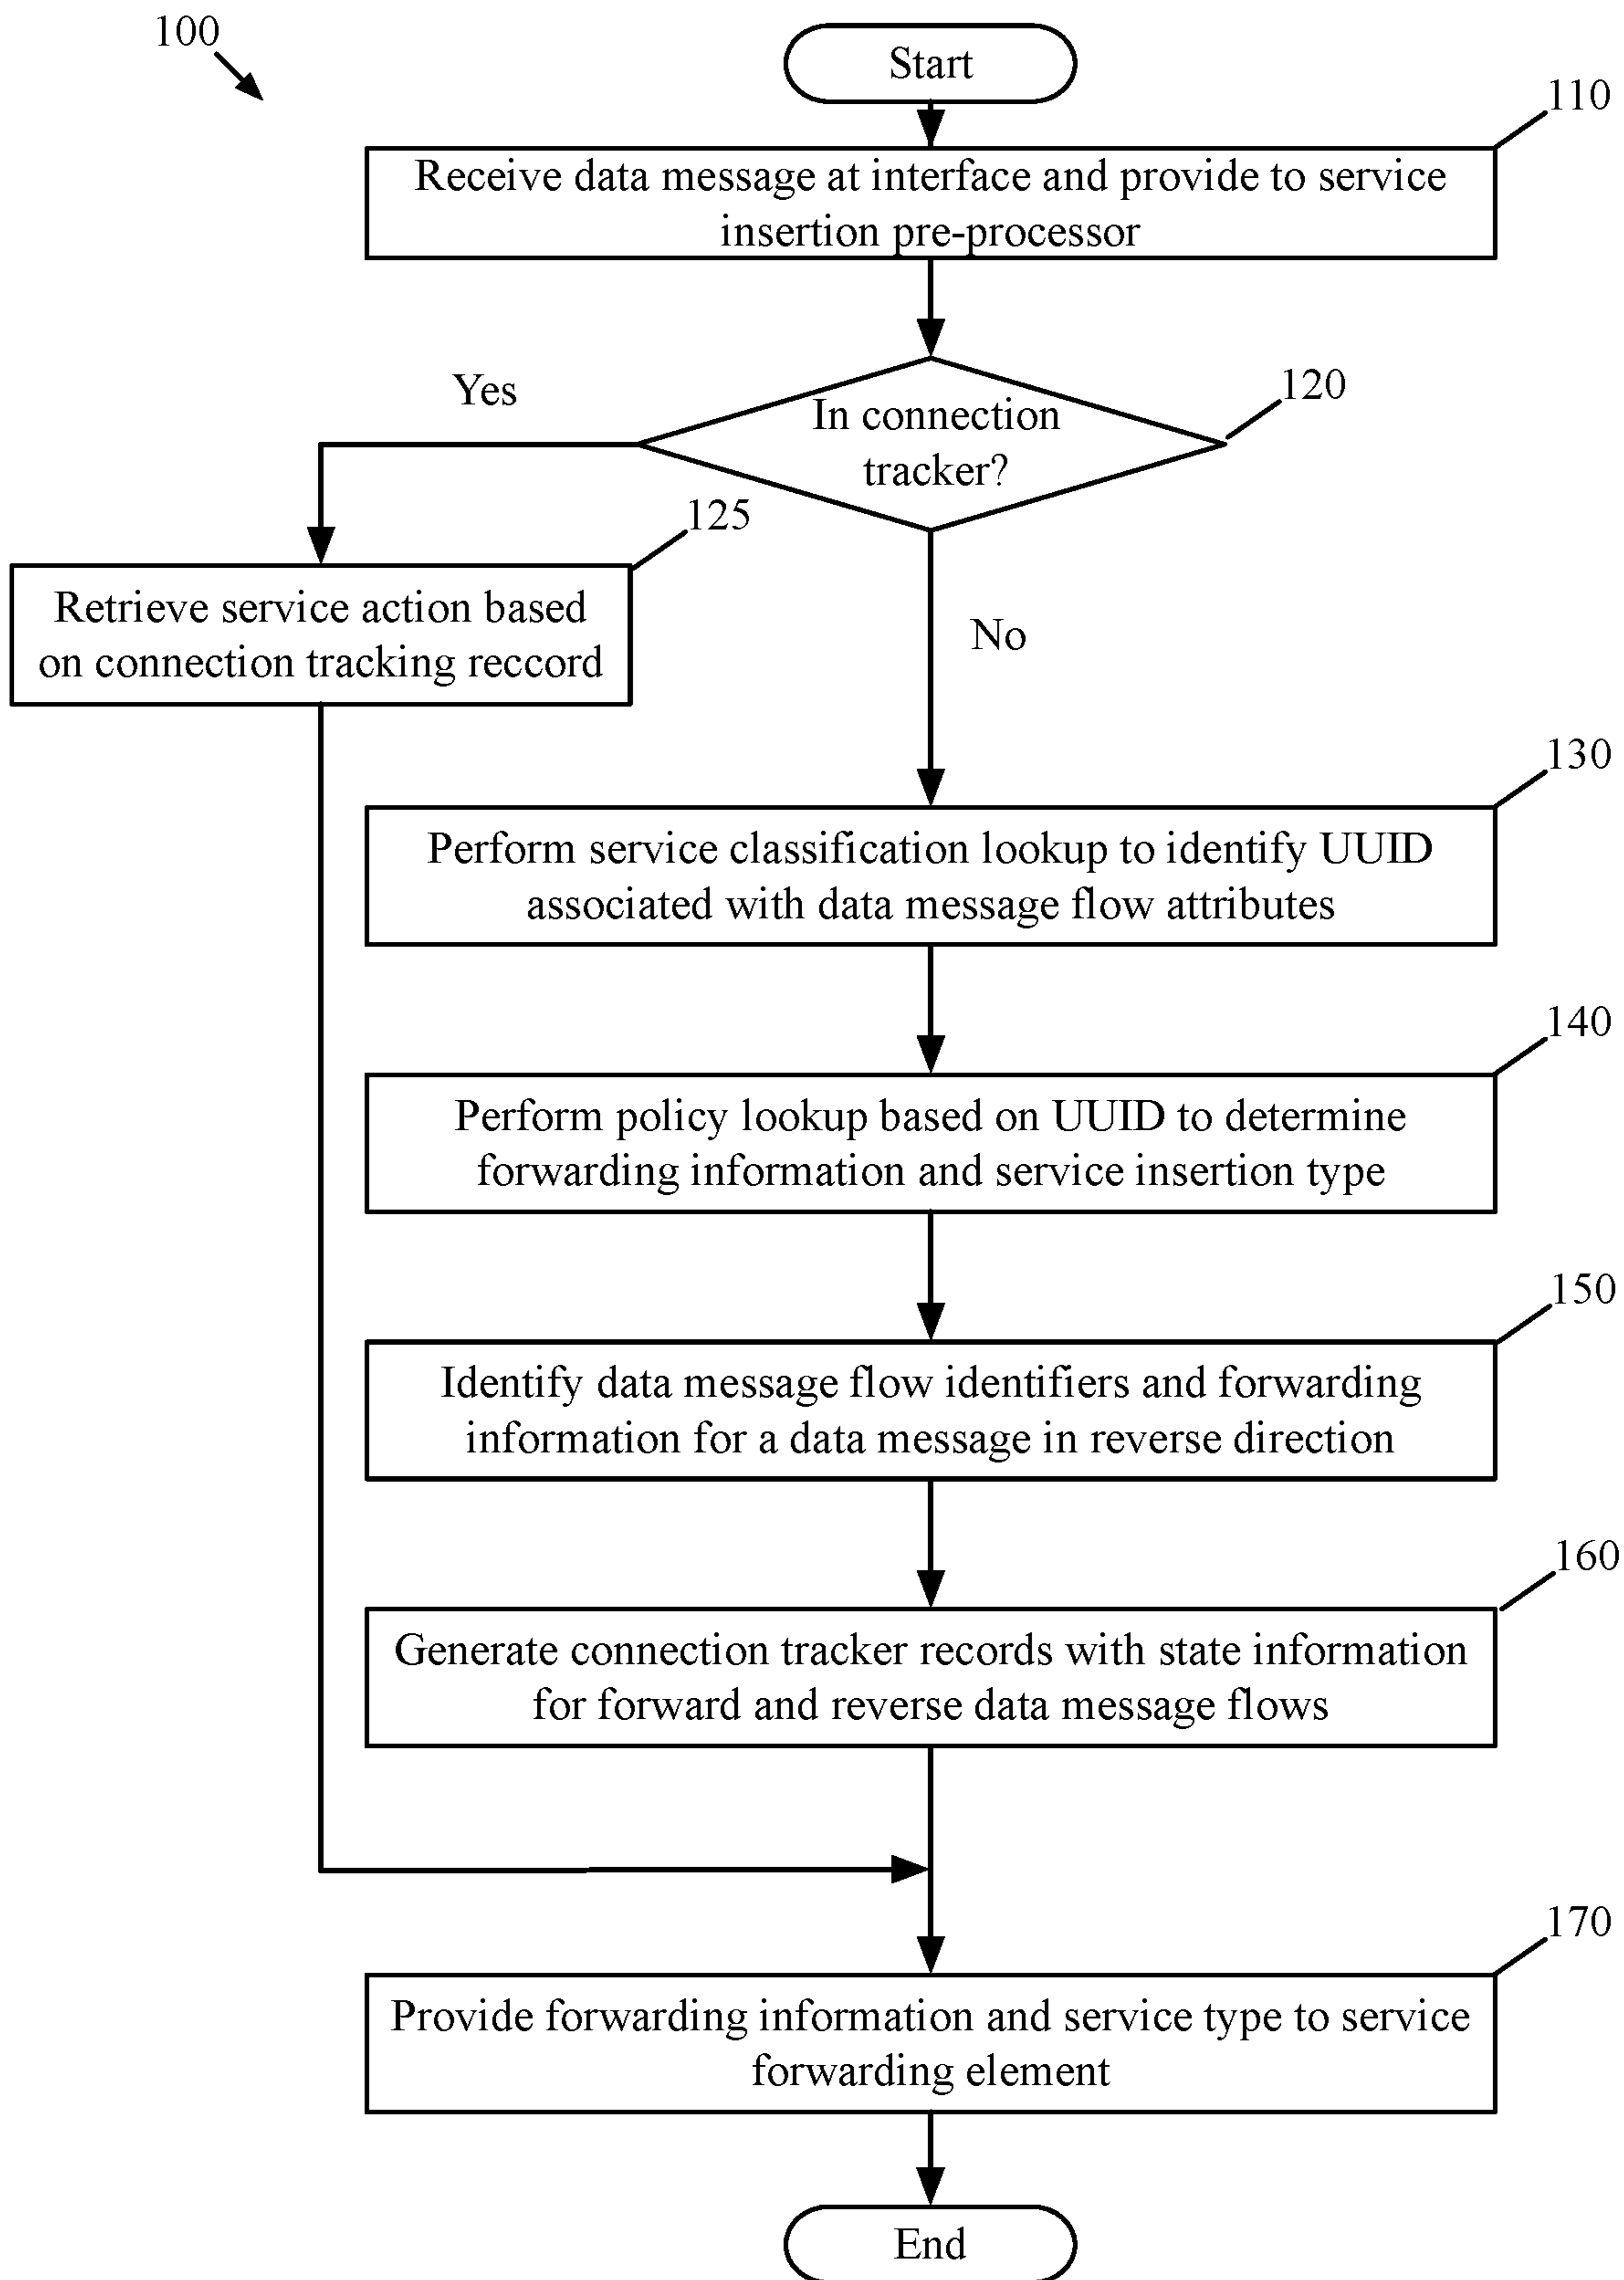 100
Start
110
Receive data message at interface and provide to service
insertion pre-processor
120
In connection
tracker?
Yes
No
125
Retrieve service action based
on connection tracking reccord
130
Perform service classification lookup to identify UUID
associated with data message flow attributes
140
Perform policy lookup based on UUID to determine
forwarding information and service insertion type
150
Identify data message flow identifiers and forwarding
information for a data message in reverse direction
160
Generate connection tracker records with state information
for forward and reverse data message flows
170
Provide forwarding information and service type to service
forwarding element
End